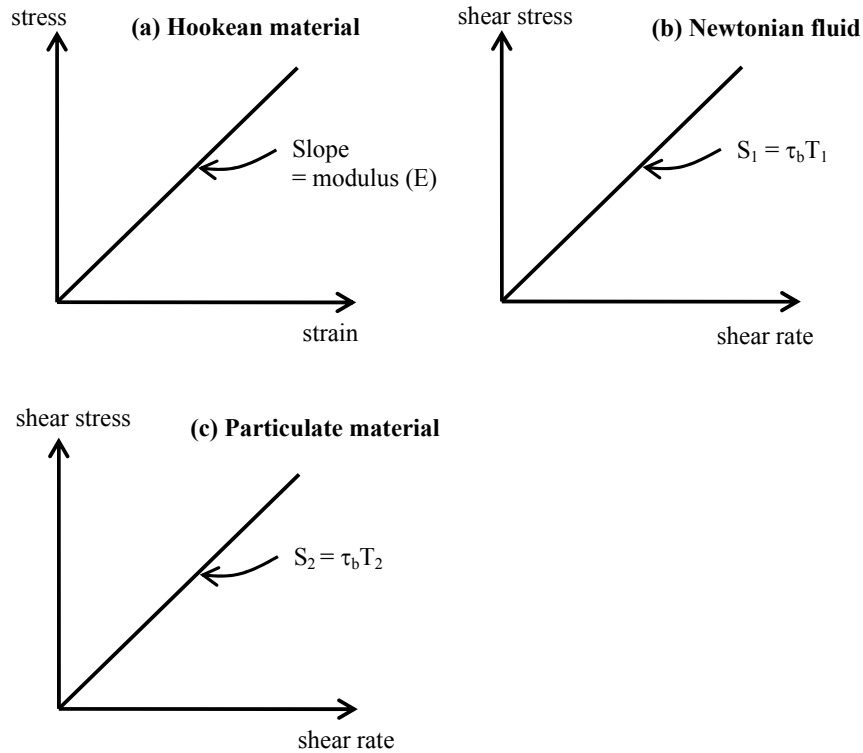 stress
(a) Hookean material
Slope
= modulus (E)
strain
shear stress
(b) Newtonian fluid
S₁ = τbT₁
shear rate
shear stress
(c) Particulate material
S₂ = τbT₂
shear rate